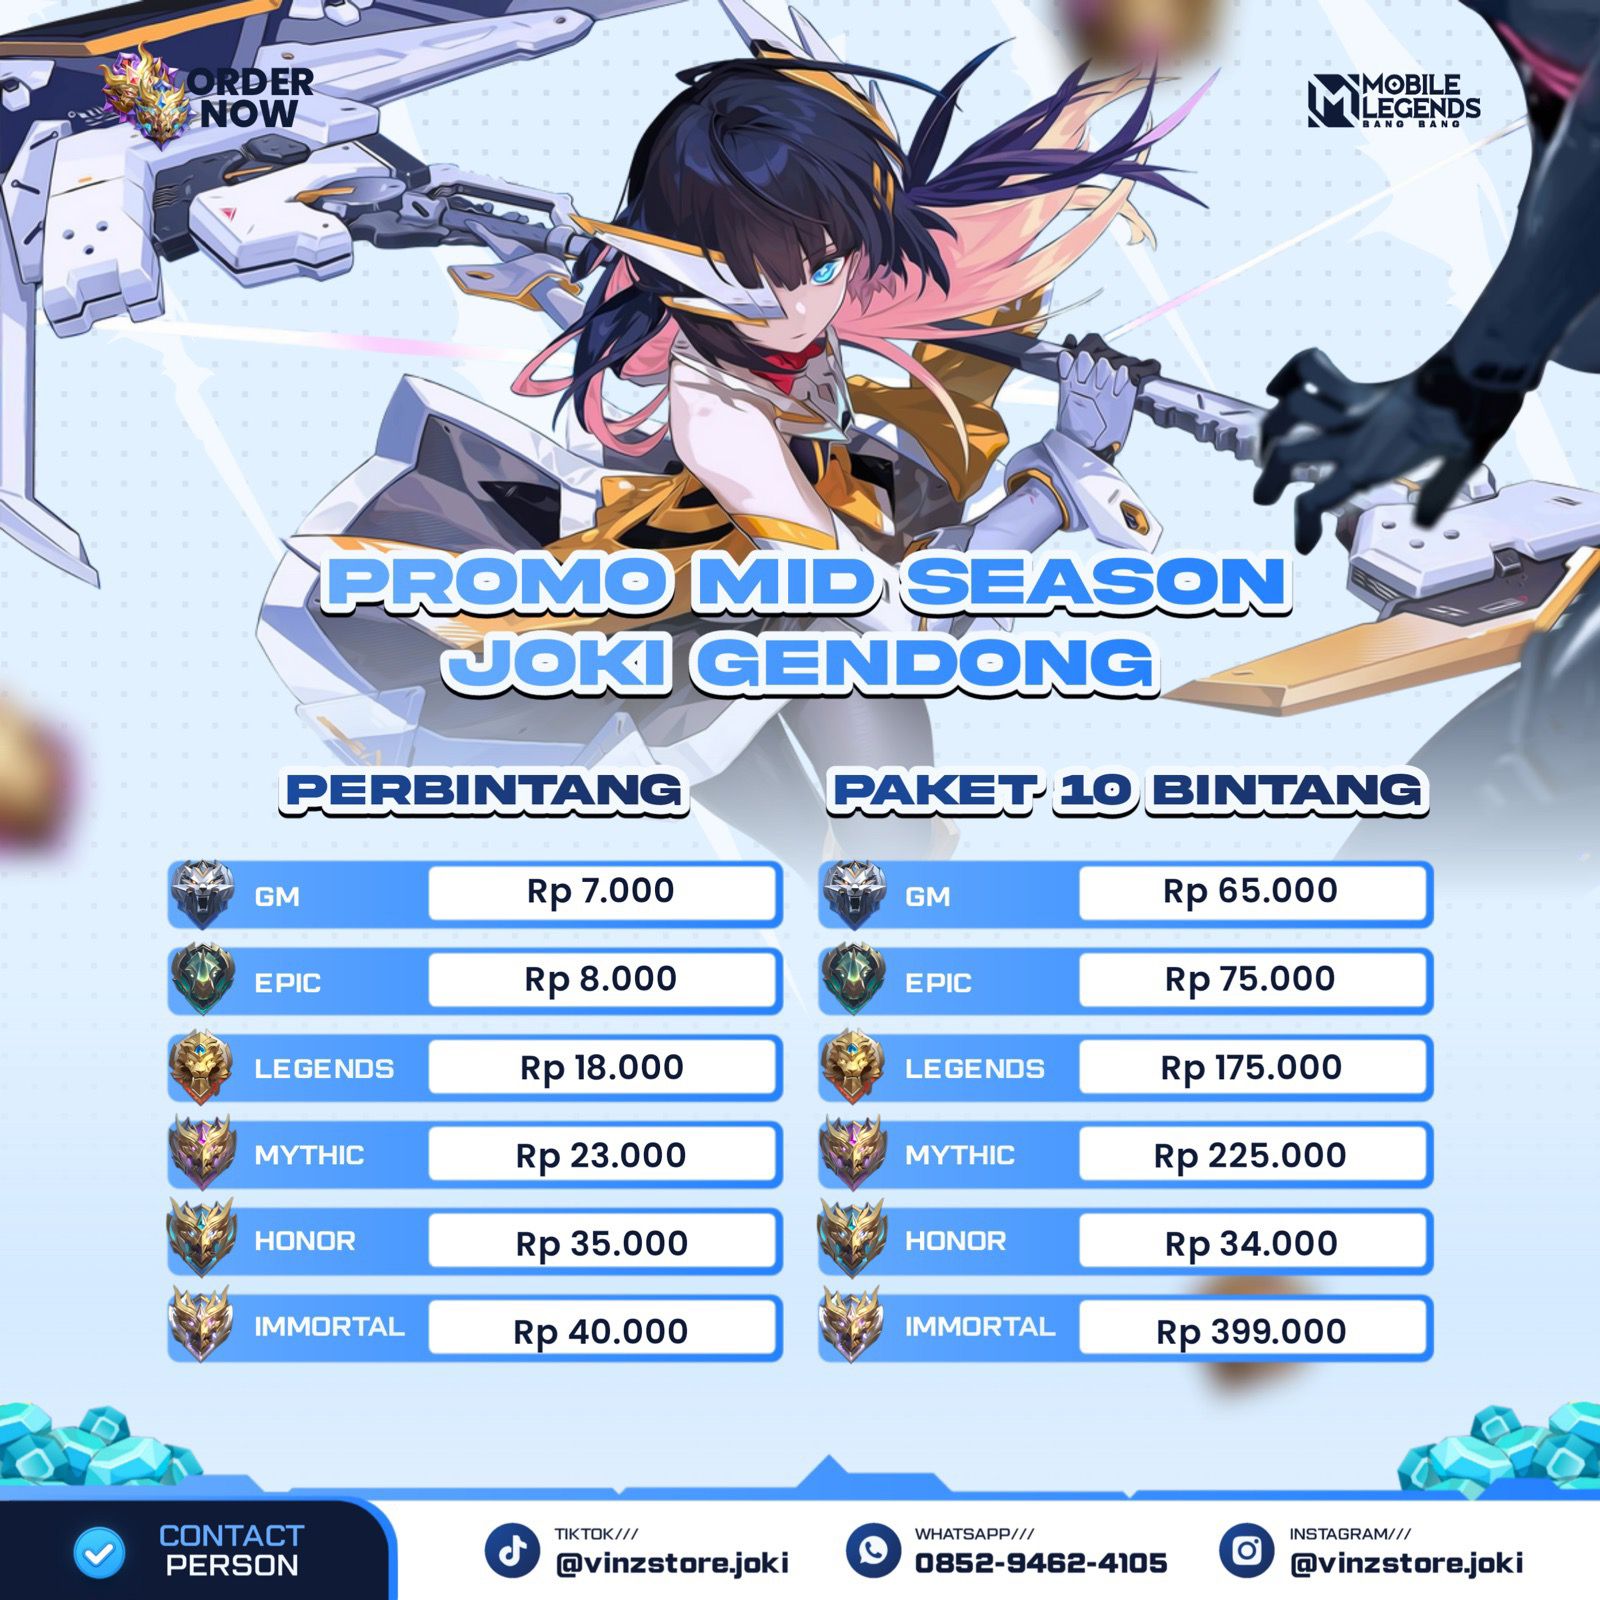 ORDER
NOW
MOBILE
LEGENDS
BANG BANG
PROMO MID SEASON
JOKI GENDONG
PERBINTANG
GM Rp 7.000
EPIC Rp 8.000
LEGENDS Rp 18.000
MYTHIC Rp 23.000
HONOR Rp 35.000
IMMORTAL Rp 40.000
PAKET 10 BINTANG
GM Rp 65.000
EPIC Rp 75.000
LEGENDS Rp 175.000
MYTHIC Rp 225.000
HONOR Rp 34.000
IMMORTAL Rp 399.000
CONTACT
PERSON
TIKTOK///
@vinzstore.joki
WHATSAPP///
0852-9462-4105
INSTAGRAM///
@vinzstore.joki